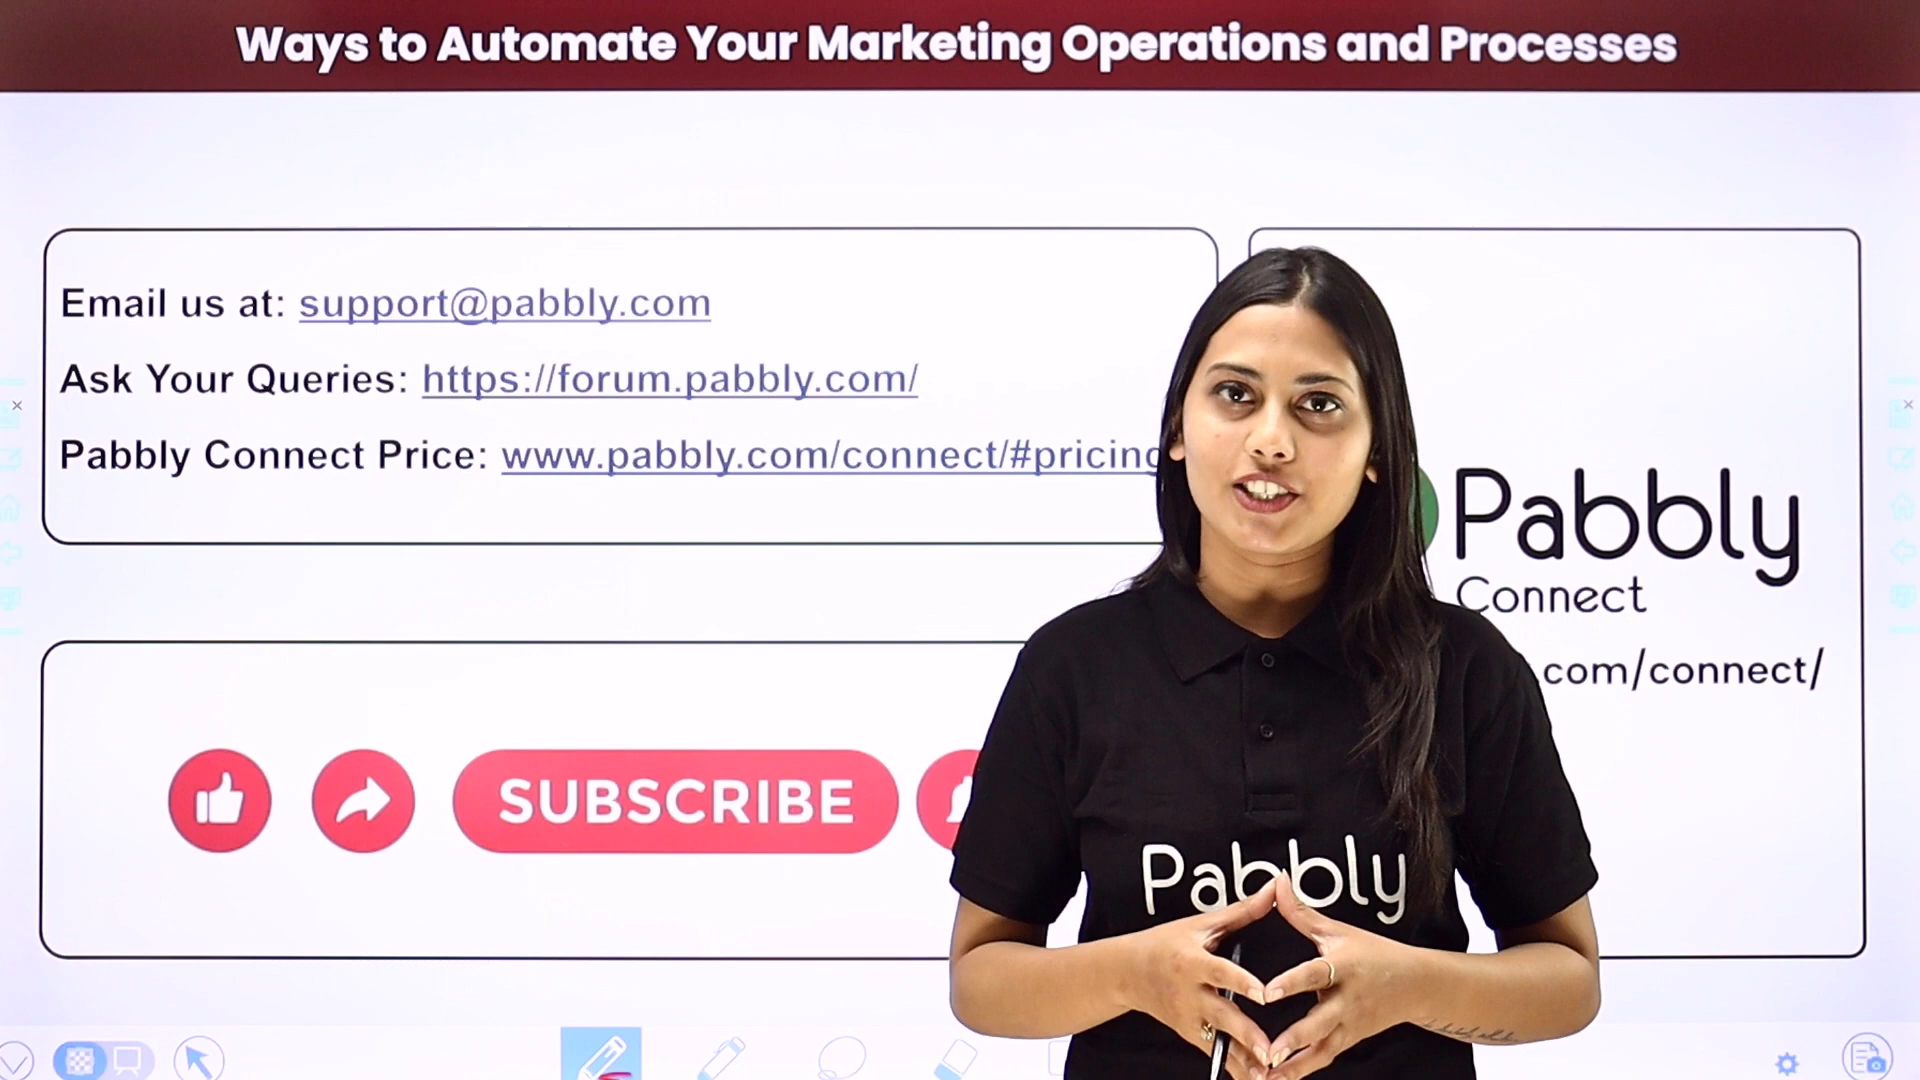 Ways to Automate Your Marketing Operations and Processes
Email us at: support@pabbly.com
Ask Your Queries: https://forum.pabbly.com/
Pabbly Connect Price: www.pabbly.com/connect/#pricing
Pabbly
Connect
.com/connect/
SUBSCRIBE
Pabbly